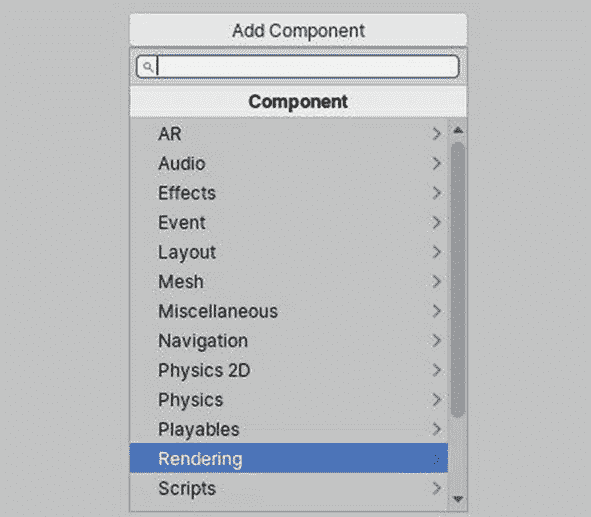 Add Component
Component
AR
Audio
Effects
Event
Layout
Mesh
Miscellaneous
Navigation
Physics 2D
Physics
Playables
Rendering
Scripts